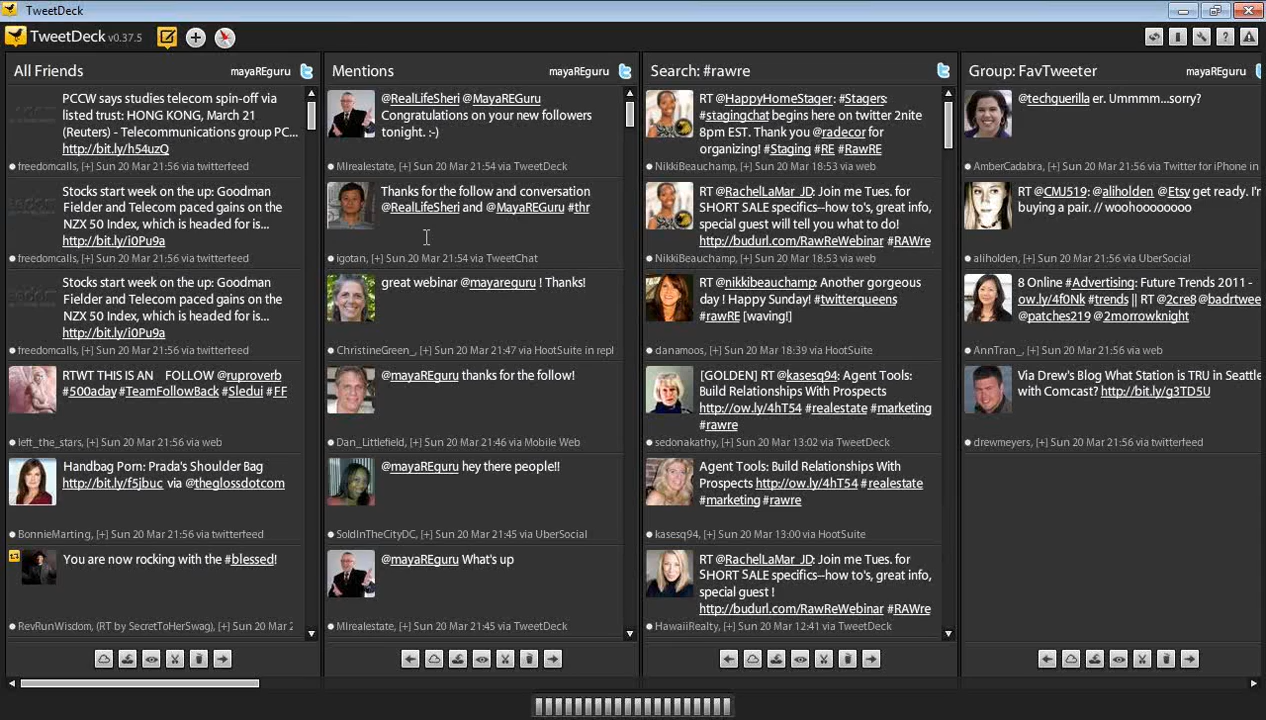 TweetDeck
TweetDeck v0.37.5
All Friends mayaREguru
PCCW says studies telecom spin-off via
listed trust: HONG KONG, March 21
(Reuters) - Telecommunications group PC...
http://bit.ly/h54uzQ
freedomcalls, [+] Sun 20 Mar 21:56 via twitterfeed
Stocks start week on the up: Goodman
Fielder and Telecom paced gains on the
NZX 50 Index, which is headed for is...
http://bit.ly/i0Pu9a
freedomcalls, [+] Sun 20 Mar 21:56 via twitterfeed
Stocks start week on the up: Goodman
Fielder and Telecom paced gains on the
NZX 50 Index, which is headed for is...
http://bit.ly/i0Pu9a
freedomcalls, [+] Sun 20 Mar 21:56 via twitterfeed
RTWT THIS IS AN FOLLOW @ruproverb
#500aday #TeamFollowBack #Sledui #FF
left_the_stars, [+] Sun 20 Mar 21:56 via web
Handbag Porn: Prada's Shoulder Bag
http://bit.ly/f5jbuc via @theglossdotcom
BonnieMarting, [+] Sun 20 Mar 21:56 via twitterfeed
You are now rocking with the #blessed!
RevRunWisdom, (RT by SecretToHerSwag), [+] Sun 20 Mar 2
Mentions mayaREguru
@RealLifeSheri @MayaREGuru
Congratulations on your new followers
tonight. :-)
MIrealestate, [+] Sun 20 Mar 21:54 via TweetDeck
Thanks for the follow and conversation
@RealLifeSheri and @MayaREGuru #thr
igotan, [+] Sun 20 Mar 21:54 via TweetChat
great webinar @mayareguru ! Thanks!
ChristineGreen_, [+] Sun 20 Mar 21:47 via HootSuite in repl
@mayaREguru thanks for the follow!
Dan_Littlefield, [+] Sun 20 Mar 21:46 via Mobile Web
@mayaREguru hey there people!!
SoldInTheCityDC, [+] Sun 20 Mar 21:45 via UberSocial
@mayaREguru What's up
MIrealestate, [+] Sun 20 Mar 21:45 via TweetDeck
Search: #rawre
RT @HappyHomeStager: #Stagers:
#stagingchat begins here on twitter 2nite
8pm EST. Thank you @radecor for
organizing! #Staging #RE #RawRE
NikkiBeauchamp, [+] Sun 20 Mar 18:53 via web
RT @RachelLaMar_JD: Join me Tues. for
SHORT SALE specifics--how to's, great info,
special guest will tell you what to do!
http://budurl.com/RawReWebinar #RAWre
NikkiBeauchamp, [+] Sun 20 Mar 18:53 via web
RT @nikkibeauchamp: Another gorgeous
day ! Happy Sunday! #twitterqueens
#rawRE [waving!]
danamoos, [+] Sun 20 Mar 18:39 via HootSuite
[GOLDEN] RT @kasesq94: Agent Tools:
Build Relationships With Prospects
http://ow.ly/4hT54 #realestate #marketing
#rawre
sedonakathy, [+] Sun 20 Mar 13:02 via TweetDeck
Agent Tools: Build Relationships With
Prospects http://ow.ly/4hT54 #realestate
#marketing #rawre
kasesq94, [+] Sun 20 Mar 13:00 via HootSuite
RT @RachelLaMar_JD: Join me Tues. for
SHORT SALE specifics--how to's, great info,
special guest !
http://budurl.com/RawReWebinar #RAWre
HawaiiRealty, [+] Sun 20 Mar 12:41 via TweetDeck
Group: FavTweeter mayaREguru
@techquerilla er. Ummmm...sorry?
AmberCadabra, [+] Sun 20 Mar 21:56 via Twitter for iPhone in
RT @CMJ519: @aliholden @Etsy get ready. I'm
buying a pair. // woohoooooooo
aliholden, [+] Sun 20 Mar 21:56 via UberSocial
8 Online #Advertising: Future Trends 2011 -
ow.ly/4f0Nk #trends || RT @2cre8 @badrtwee
@patches219 @2morrowknight
AnnTran_, [+] Sun 20 Mar 21:56 via web
Via Drew's Blog What Station is TRU in Seattle
with Comcast? http://bit.ly/g3TD5U
drewmeyers, [+] Sun 20 Mar 21:56 via twitterfeed